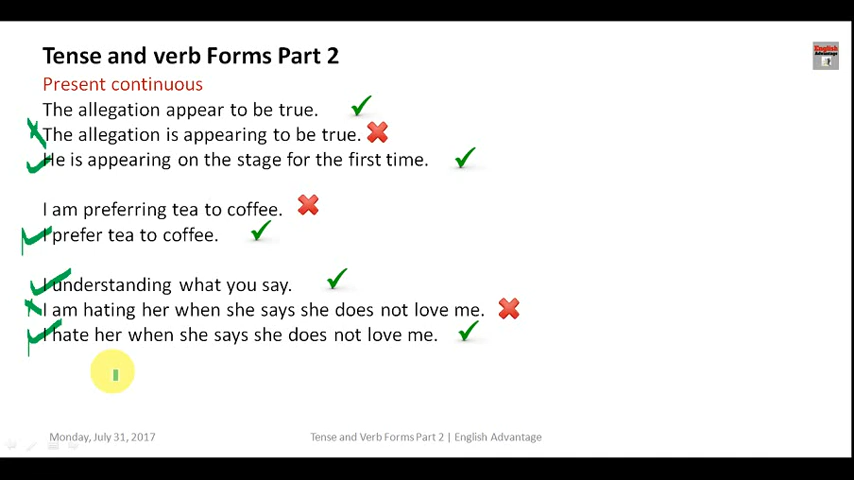 Tense and verb Forms Part 2
English
Advantage
Present continuous
The allegation appear to be true.
The allegation is appearing to be true.
He is appearing on the stage for the first time.
I am preferring tea to coffee.
I prefer tea to coffee.
I understanding what you say.
I am hating her when she says she does not love me.
I hate her when she says she does not love me.
Monday, July 31, 2017
Tense and Verb Forms Part 2 | English Advantage